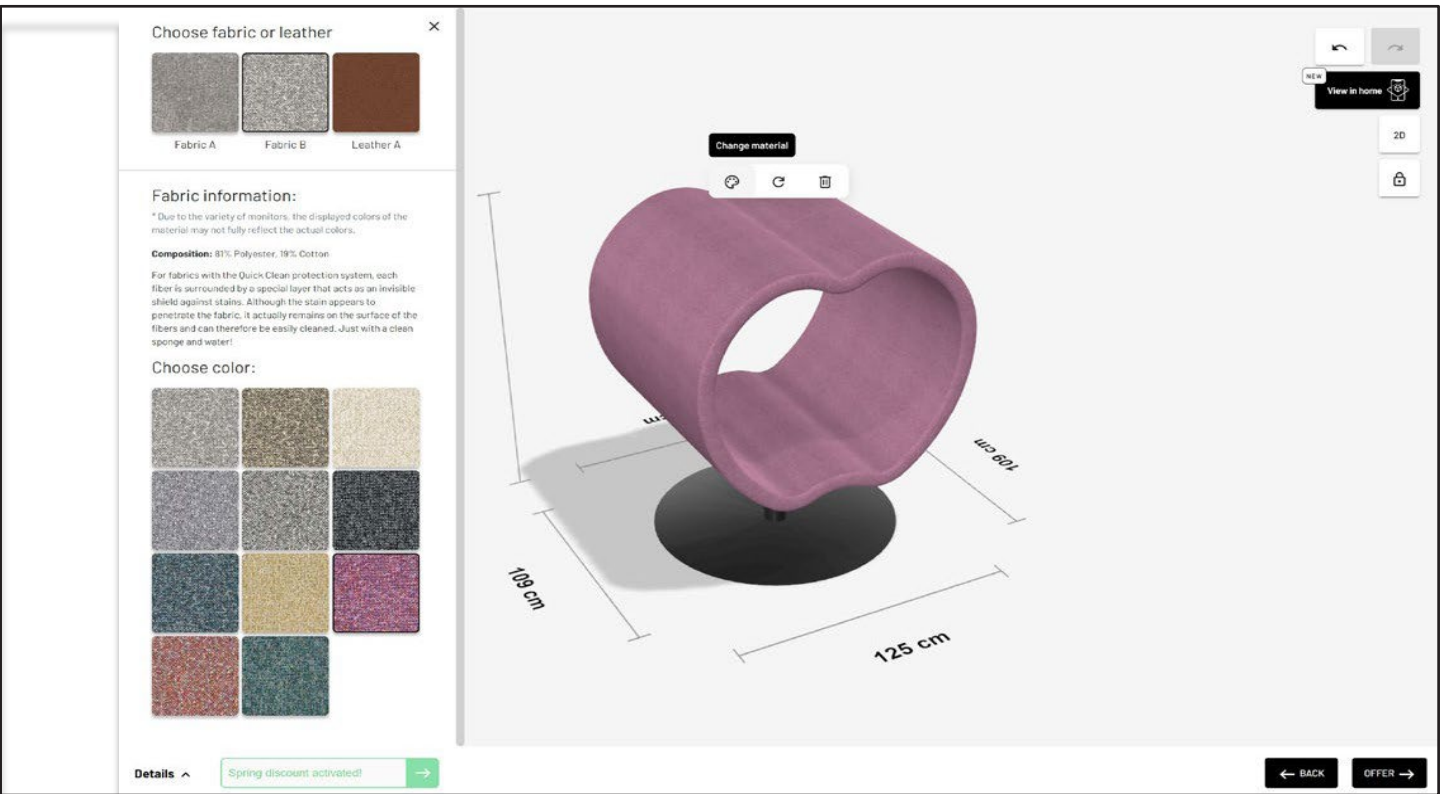 Choose fabric or leather
Fabric A
Fabric B
Leather A
Fabric information:
* Due to the variety of monitors, the displayed colors of the
material may not fully reflect the actual colors.
Composition: 81% Polyester, 19% Cotton
For fabrics with the Quick Clean protection system, each
fiber is surrounded by a special layer that acts as an invisible
shield against stains. Although the stain appears to
penetrate the fabric, it actually remains on the surface of the
fibers and can therefore be easily cleaned. Just with a clean
sponge and water!
Choose color:
Details
Spring discount activated!
Change material
NEW
View in home
2D
109 cm
109 cm
125 cm
BACK
OFFER